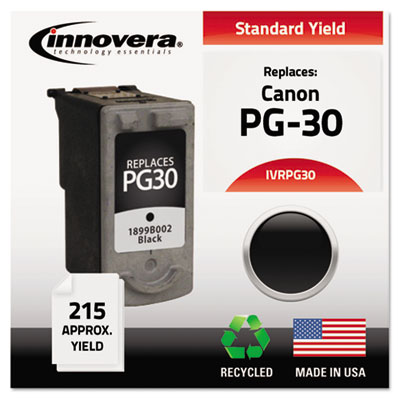 innovera®
technology essentials
Standard Yield
Replaces:
Canon
PG-30
IVRPG30
REPLACES
PG30
1899B002
Black
215
APPROX.
YIELD
RECYCLED
MADE IN USA